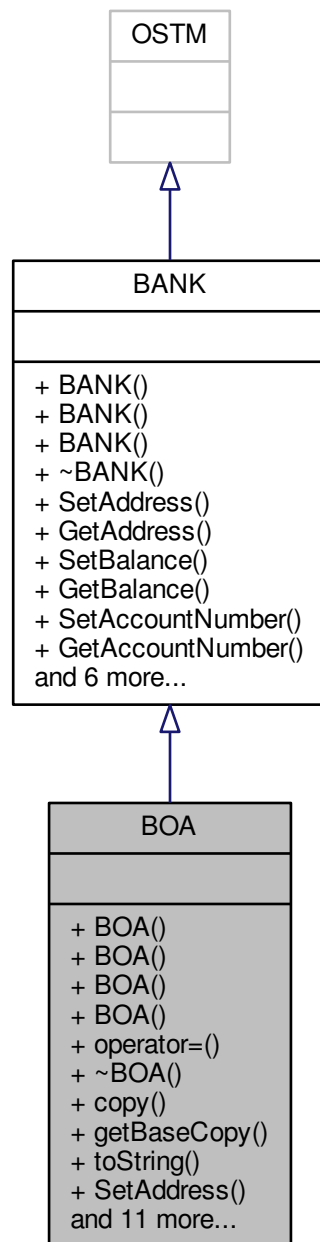 OSTM
BANK
+ BANK()
+ BANK()
+ BANK()
+ ~BANK()
+ SetAddress()
+ GetAddress()
+ SetBalance()
+ GetBalance()
+ SetAccountNumber()
+ GetAccountNumber()
and 6 more...
BOA
+ BOA()
+ BOA()
+ BOA()
+ BOA()
+ operator=()
+ ~BOA()
+ copy()
+ getBaseCopy()
+ toString()
+ SetAddress()
and 11 more...